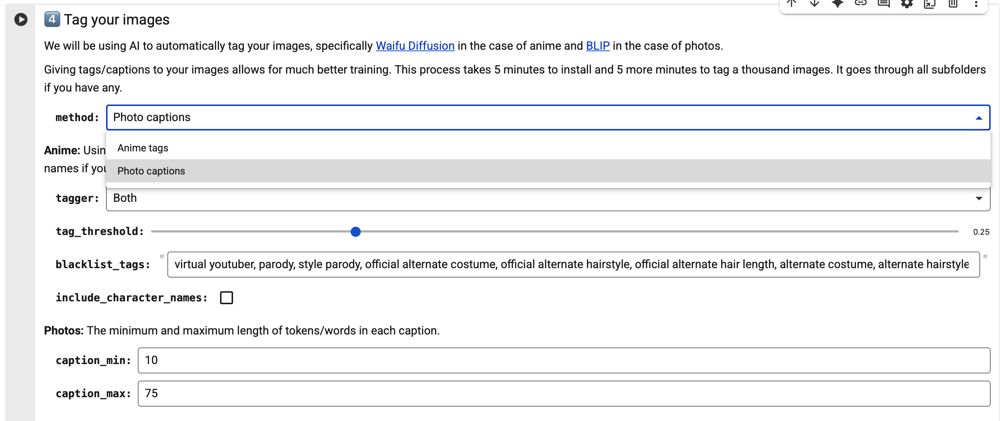 4 Tag your images
We will be using AI to automatically tag your images, specifically Waifu Diffusion in the case of anime and BLIP in the case of photos.
Giving tags/captions to your images allows for much better training. This process takes 5 minutes to install and 5 more minutes to tag a thousand images. It goes through all subfolders
if you have any.
method: Photo captions
Anime tags
Anime: Usin
names if you
Photo captions
tagger: Both
tag_threshold: 0.25
blacklist_tags: " virtual youtuber, parody, style parody, official alternate costume, official alternate hairstyle, official alternate hair length, alternate costume, alternate hairstyle "
include_character_names:
Photos: The minimum and maximum length of tokens/words in each caption.
caption_min: 10
caption_max: 75